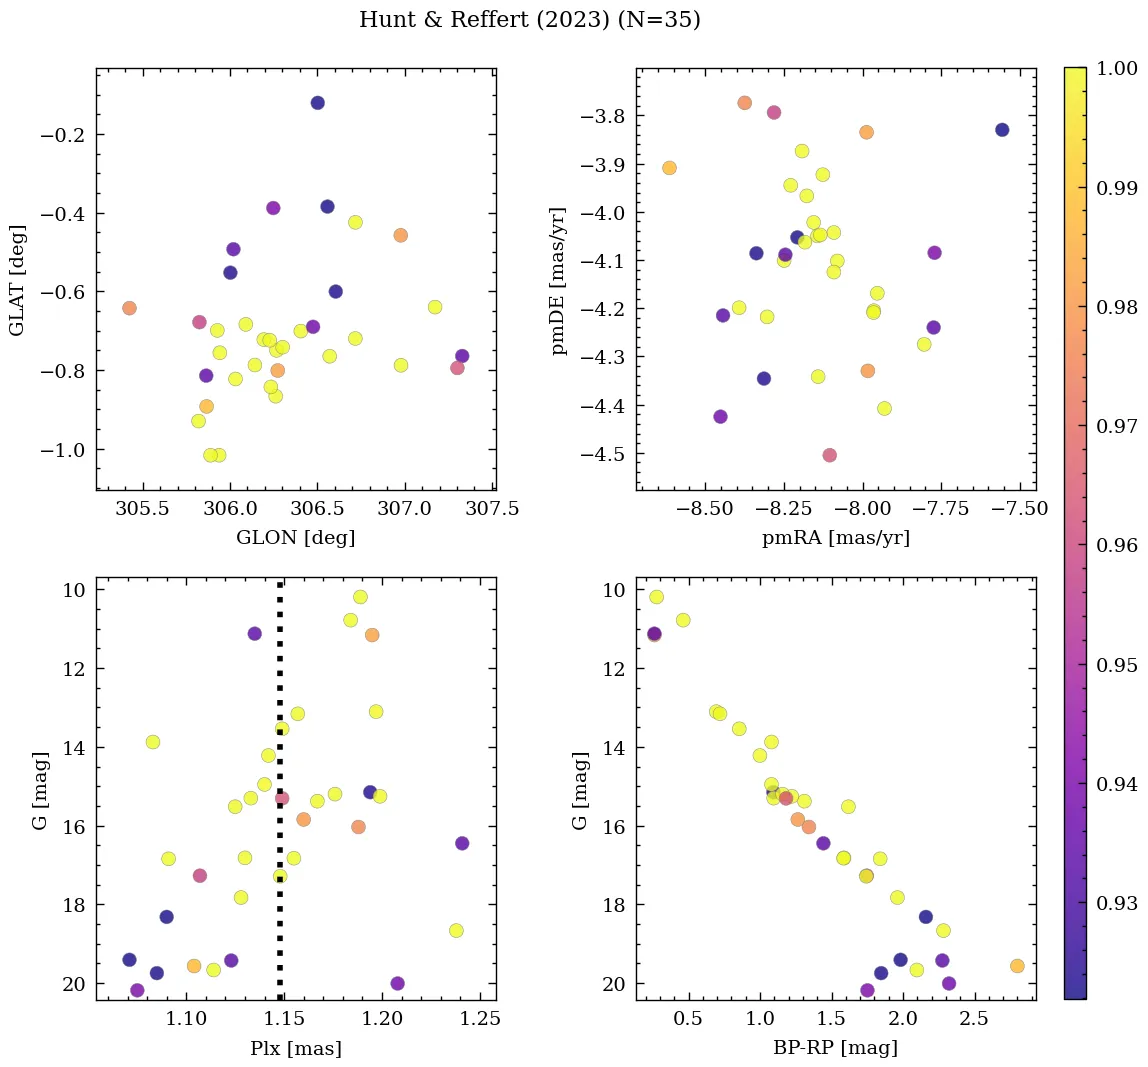 Hunt & Reffert (2023) (N=35)
−0.2
−0.4
−0.6
−0.8
−1.0
GLAT [deg]
305.5 306.0 306.5 307.0 307.5
GLON [deg]
−3.8
−3.9
−4.0
−4.1
−4.2
−4.3
−4.4
−4.5
pmDE [mas/yr]
−8.50 −8.25 −8.00 −7.75 −7.50
pmRA [mas/yr]
10
12
14
16
18
20
G [mag]
1.10 1.15 1.20 1.25
Plx [mas]
10
12
14
16
18
20
G [mag]
0.5 1.0 1.5 2.0 2.5
BP-RP [mag]
1.00
0.99
0.98
0.97
0.96
0.95
0.94
0.93